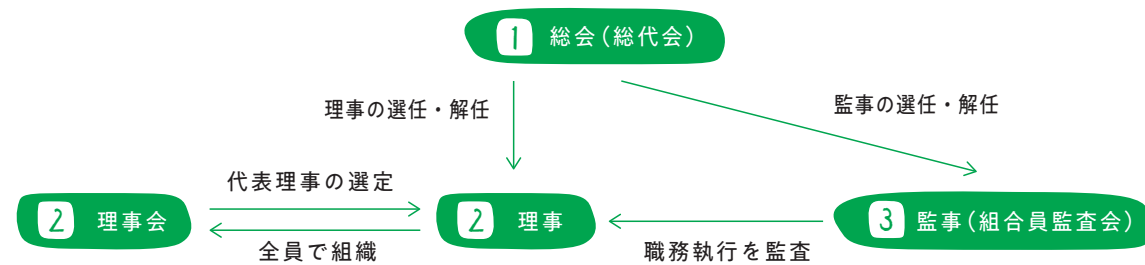 1 総会（総代会）
理事の選任・解任
監事の選任・解任
代表理事の選定
2 理事会
2 理事
3 監事（組合員監査会）
全員で組織
職務執行を監査